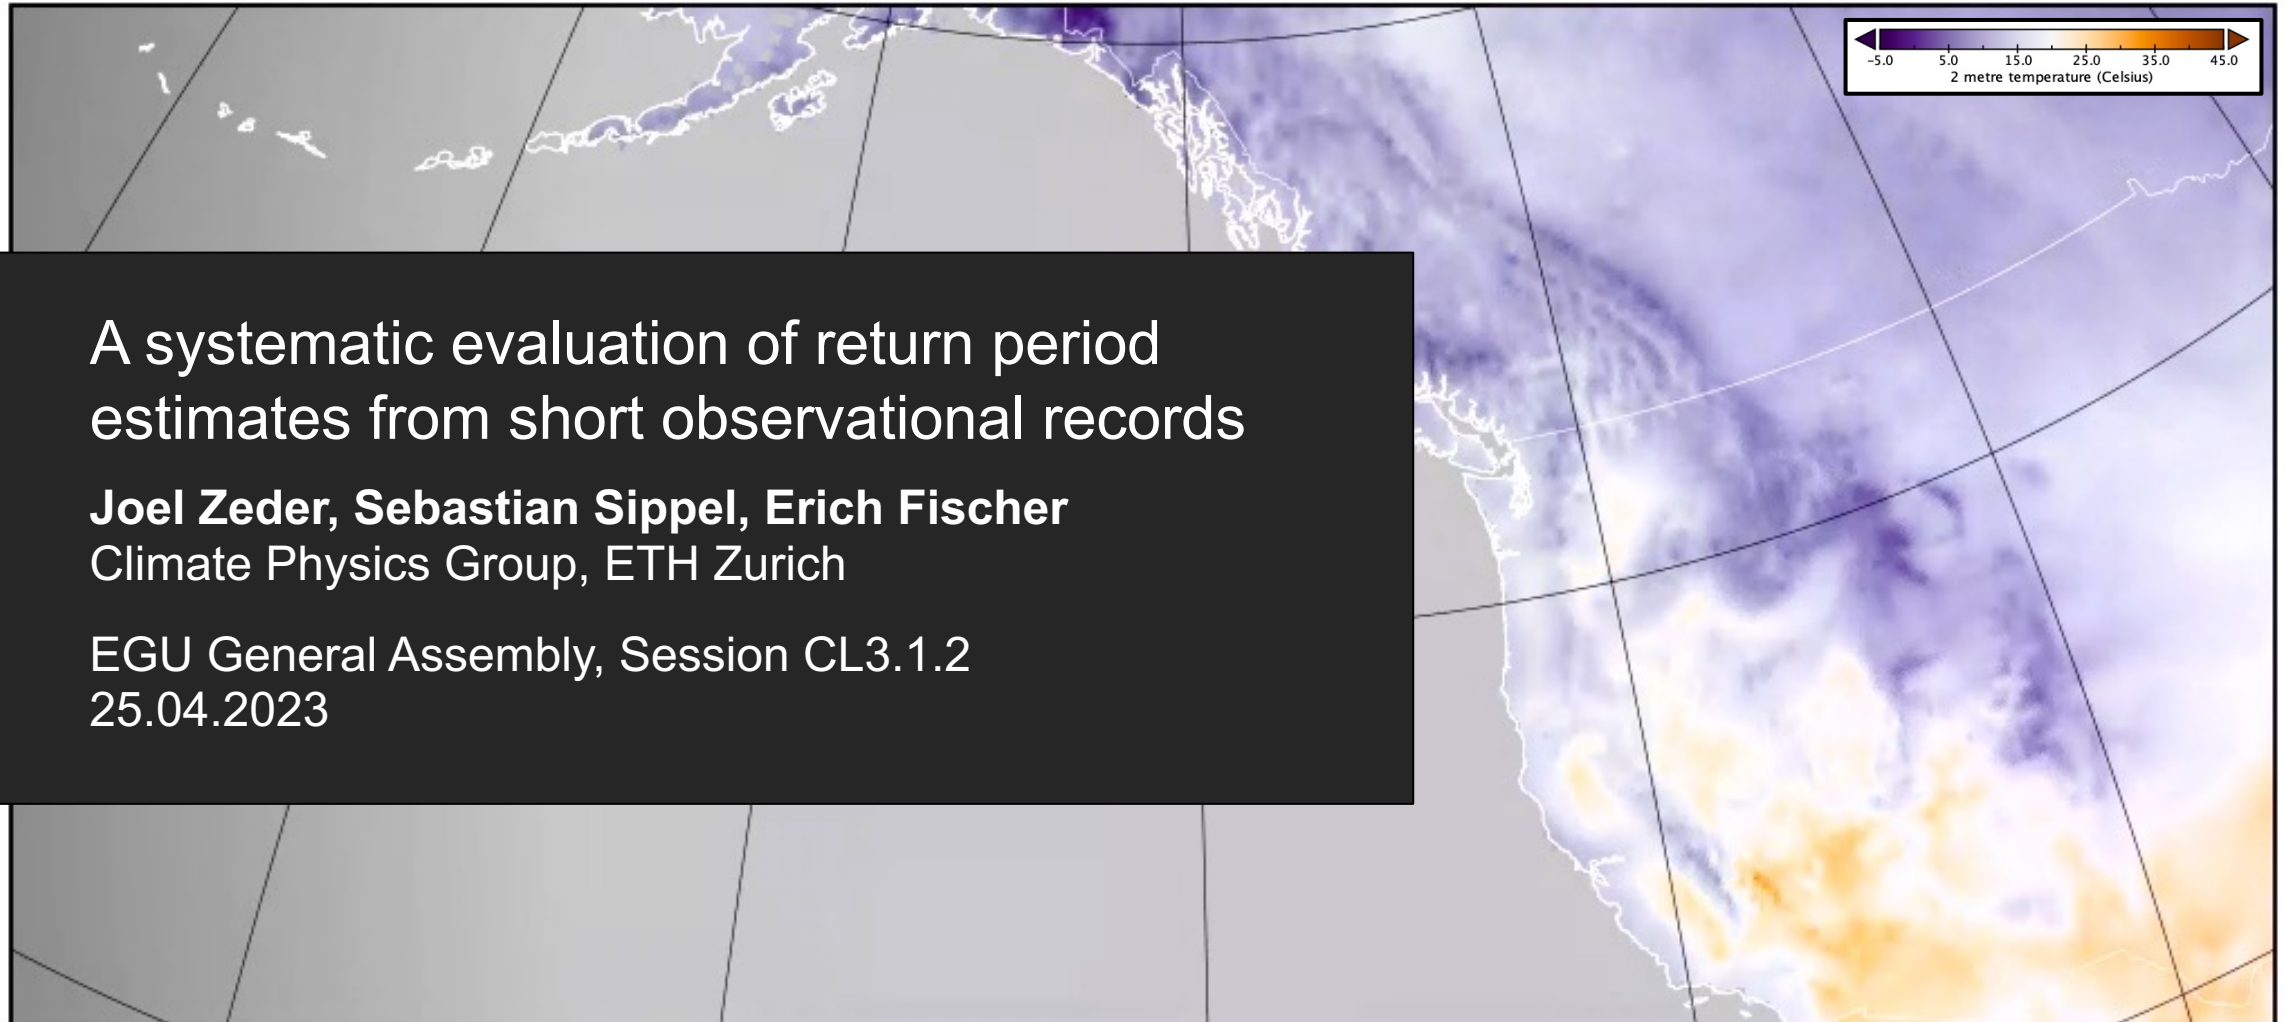 -5.0 5.0 15.0 25.0 35.0 45.0
2 metre temperature (Celsius)
A systematic evaluation of return period
estimates from short observational records
Joel Zeder, Sebastian Sippel, Erich Fischer
Climate Physics Group, ETH Zurich
EGU General Assembly, Session CL3.1.2
25.04.2023